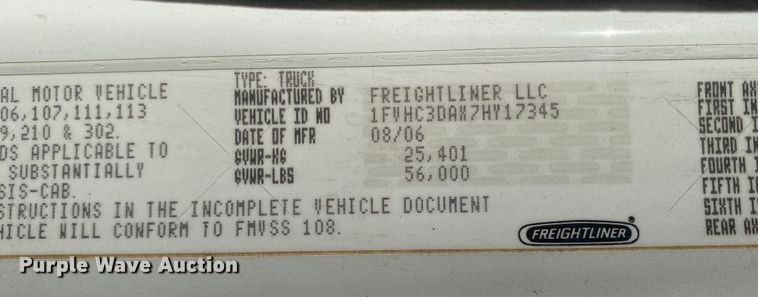 TYPE: TRUCK
AL MOTOR VEHICLE MANUFACTURED BY FREIGHTLINER LLC FRONT AX
06,107,111,113 VEHICLE ID NO 1FVHC3DAX7HY17345 FIRST IN
9,210 & 302. DATE OF MFR 08/06 SECOND I
DS APPLICABLE TO GVWR-KG 25,401 THIRD IN
SUBSTANTIALLY GVWR-LBS 56,000 FOURTH I
SIS-CAB. FIFTH I
STRUCTIONS IN THE INCOMPLETE VEHICLE DOCUMENT SIXTH I
HICLE WILL CONFORM TO FMVSS 108. FREIGHTLINER REAR AX
Purple Wave Auction